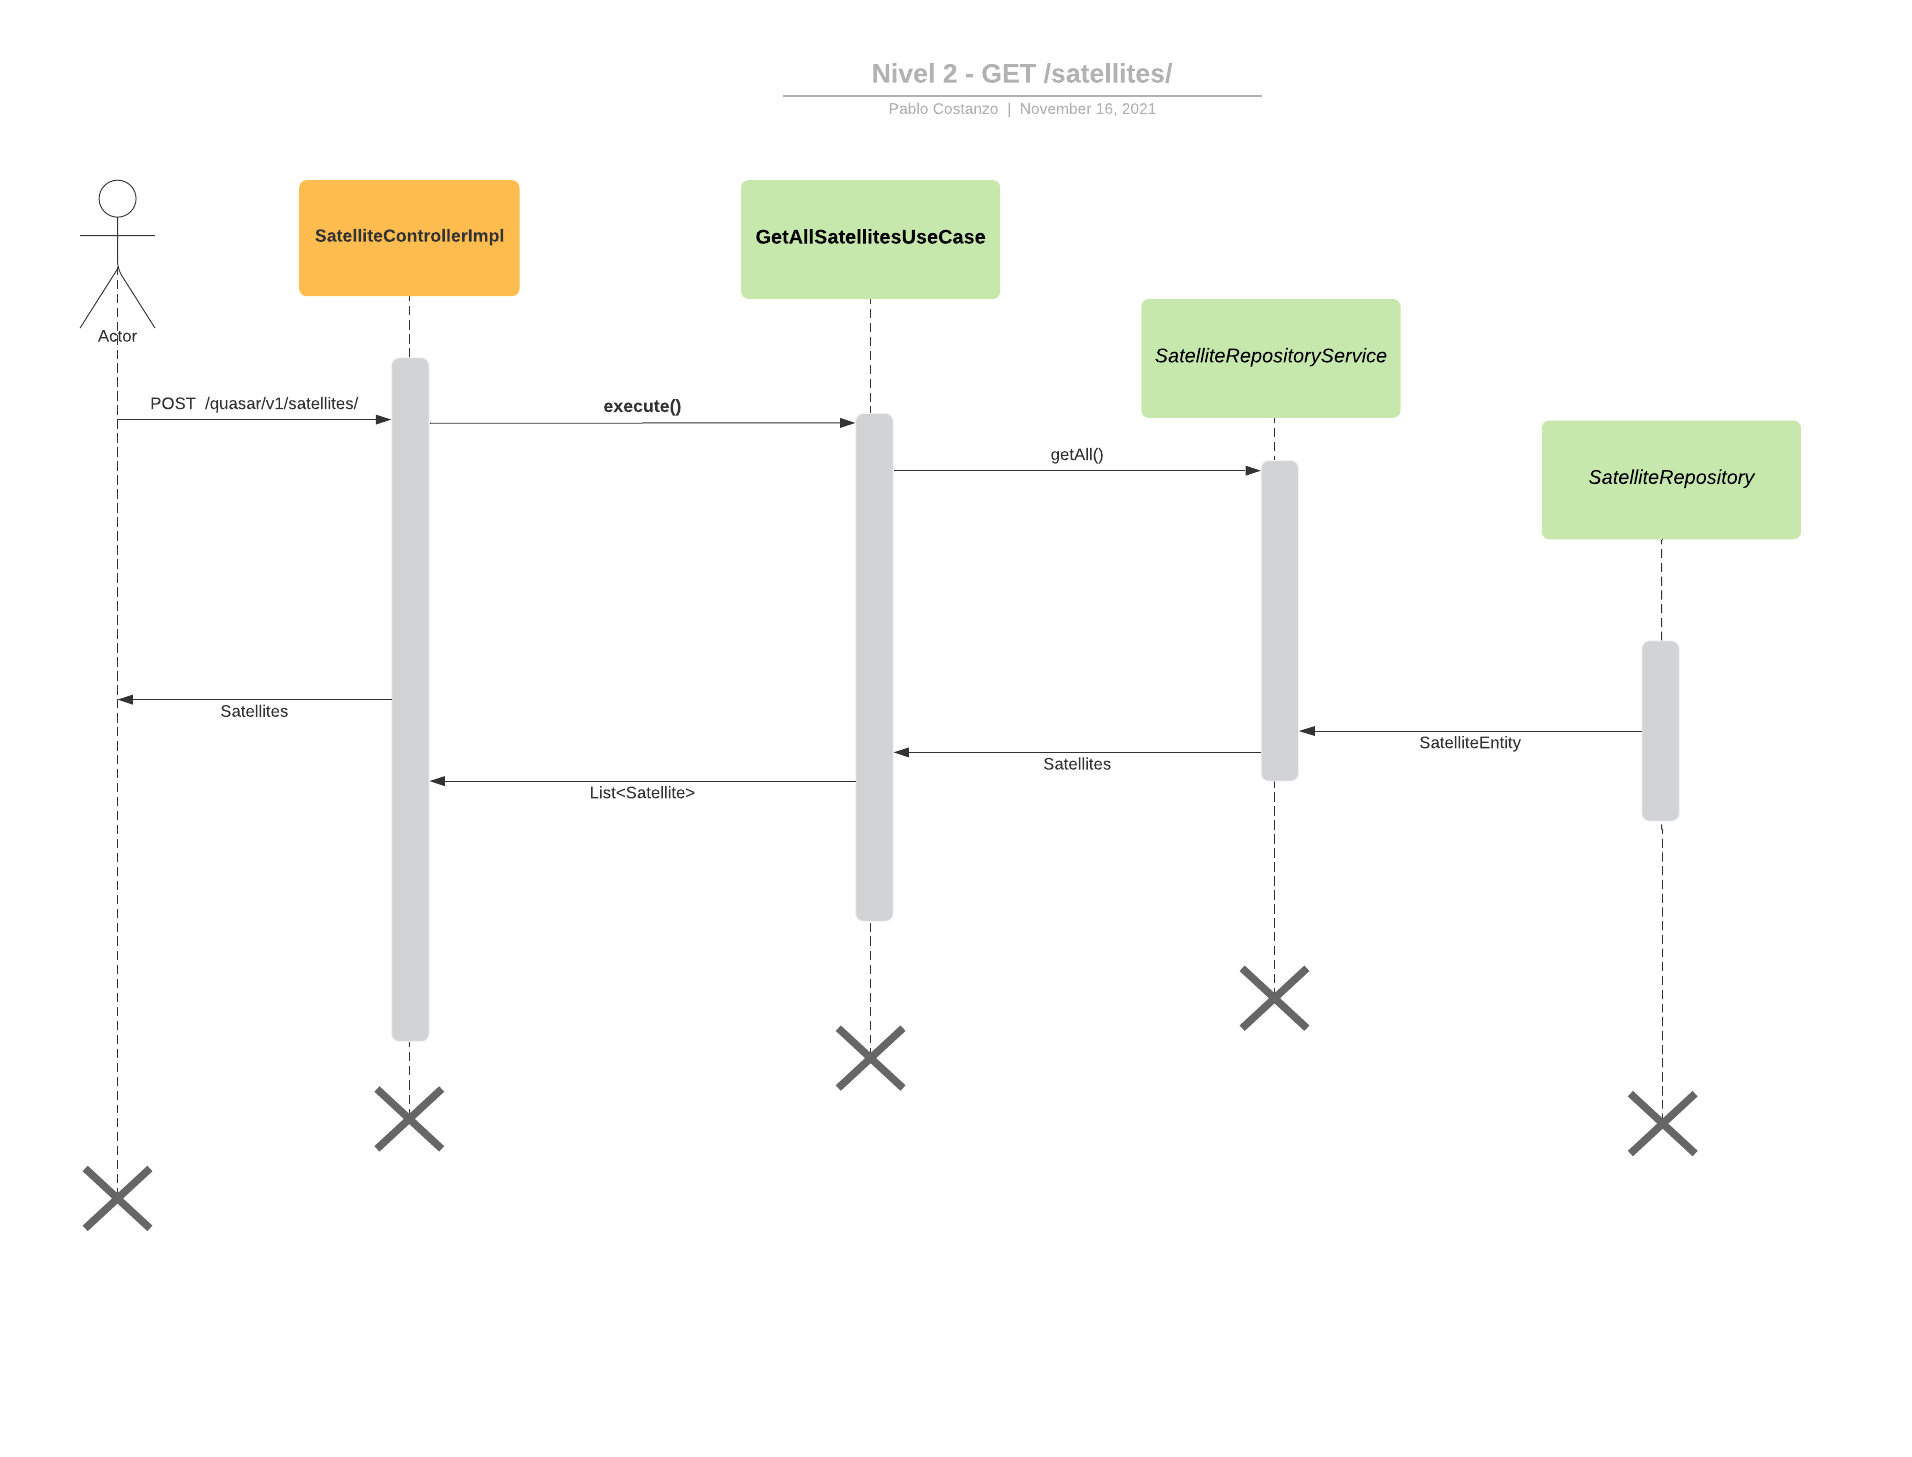 Nivel 2 - GET /satellites/
Pablo Costanzo | November 16, 2021
SatelliteControllerImpl
GetAllSatellitesUseCase
SatelliteRepositoryService
Actor
POST /quasar/v1/satellites/
execute()
getAll()
SatelliteRepository
Satellites
SatelliteEntity
Satellites
List<Satellite>